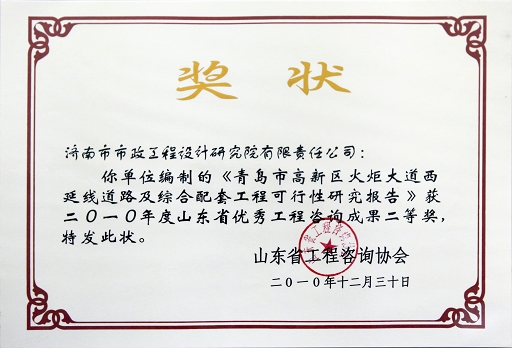 奖状
济南市市政工程设计研究院有限责任公司：
你单位编制的《青岛市高新区火炬大道西
延线道路及综合配套工程可行性研究报告》获
二〇一〇年度山东省优秀工程咨询成果二等奖，
特发此状。
山东省工程咨询协会
二〇一〇年十二月三十日